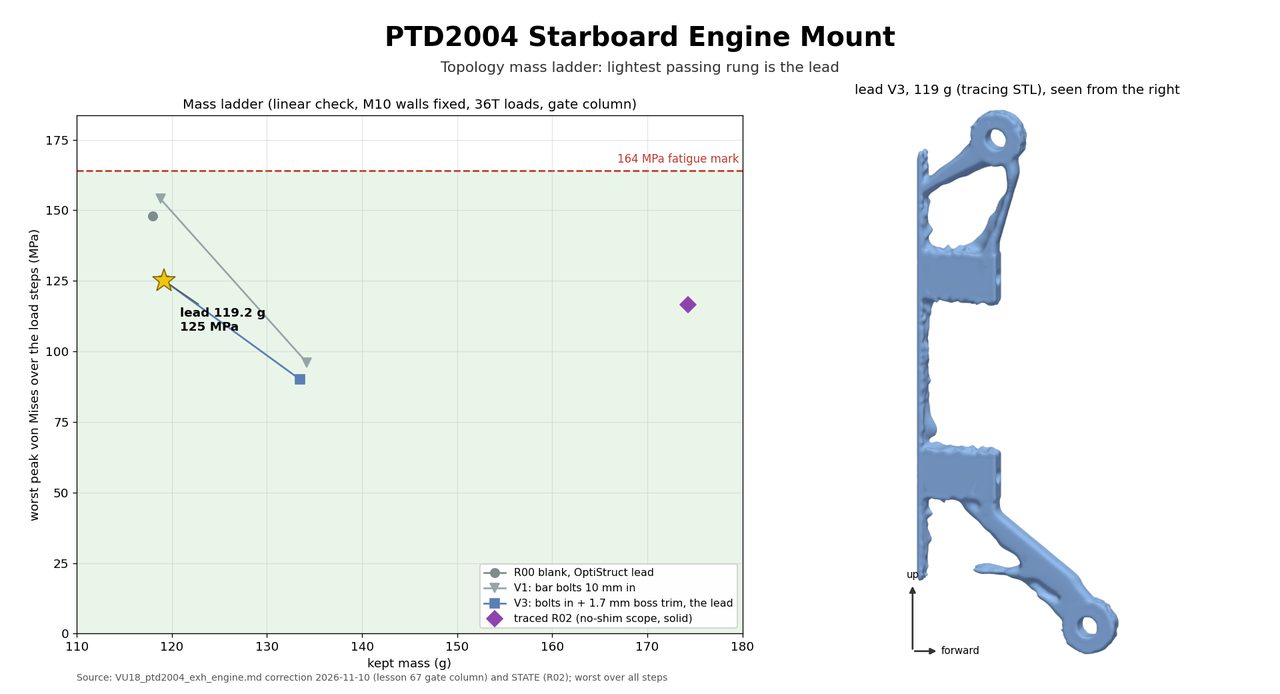 PTD2004 Starboard Engine Mount
Topology mass ladder: lightest passing rung is the lead
Mass ladder (linear check, M10 walls fixed, 36T loads, gate column)
lead V3, 119 g (tracing STL), seen from the right
worst peak von Mises over the load steps (MPa)
175
150
125
100
75
50
25
0
164 MPa fatigue mark
lead 119.2 g
125 MPa
R00 blank, OptiStruct lead
V1: bar bolts 10 mm in
V3: bolts in + 1.7 mm boss trim, the lead
traced R02 (no-shim scope, solid)
110 120 130 140 150 160 170 180
kept mass (g)
up
forward
Source: VU18_ptd2004_exh_engine.md correction 2026-11-10 (lesson 67 gate column) and STATE (R02); worst over all steps